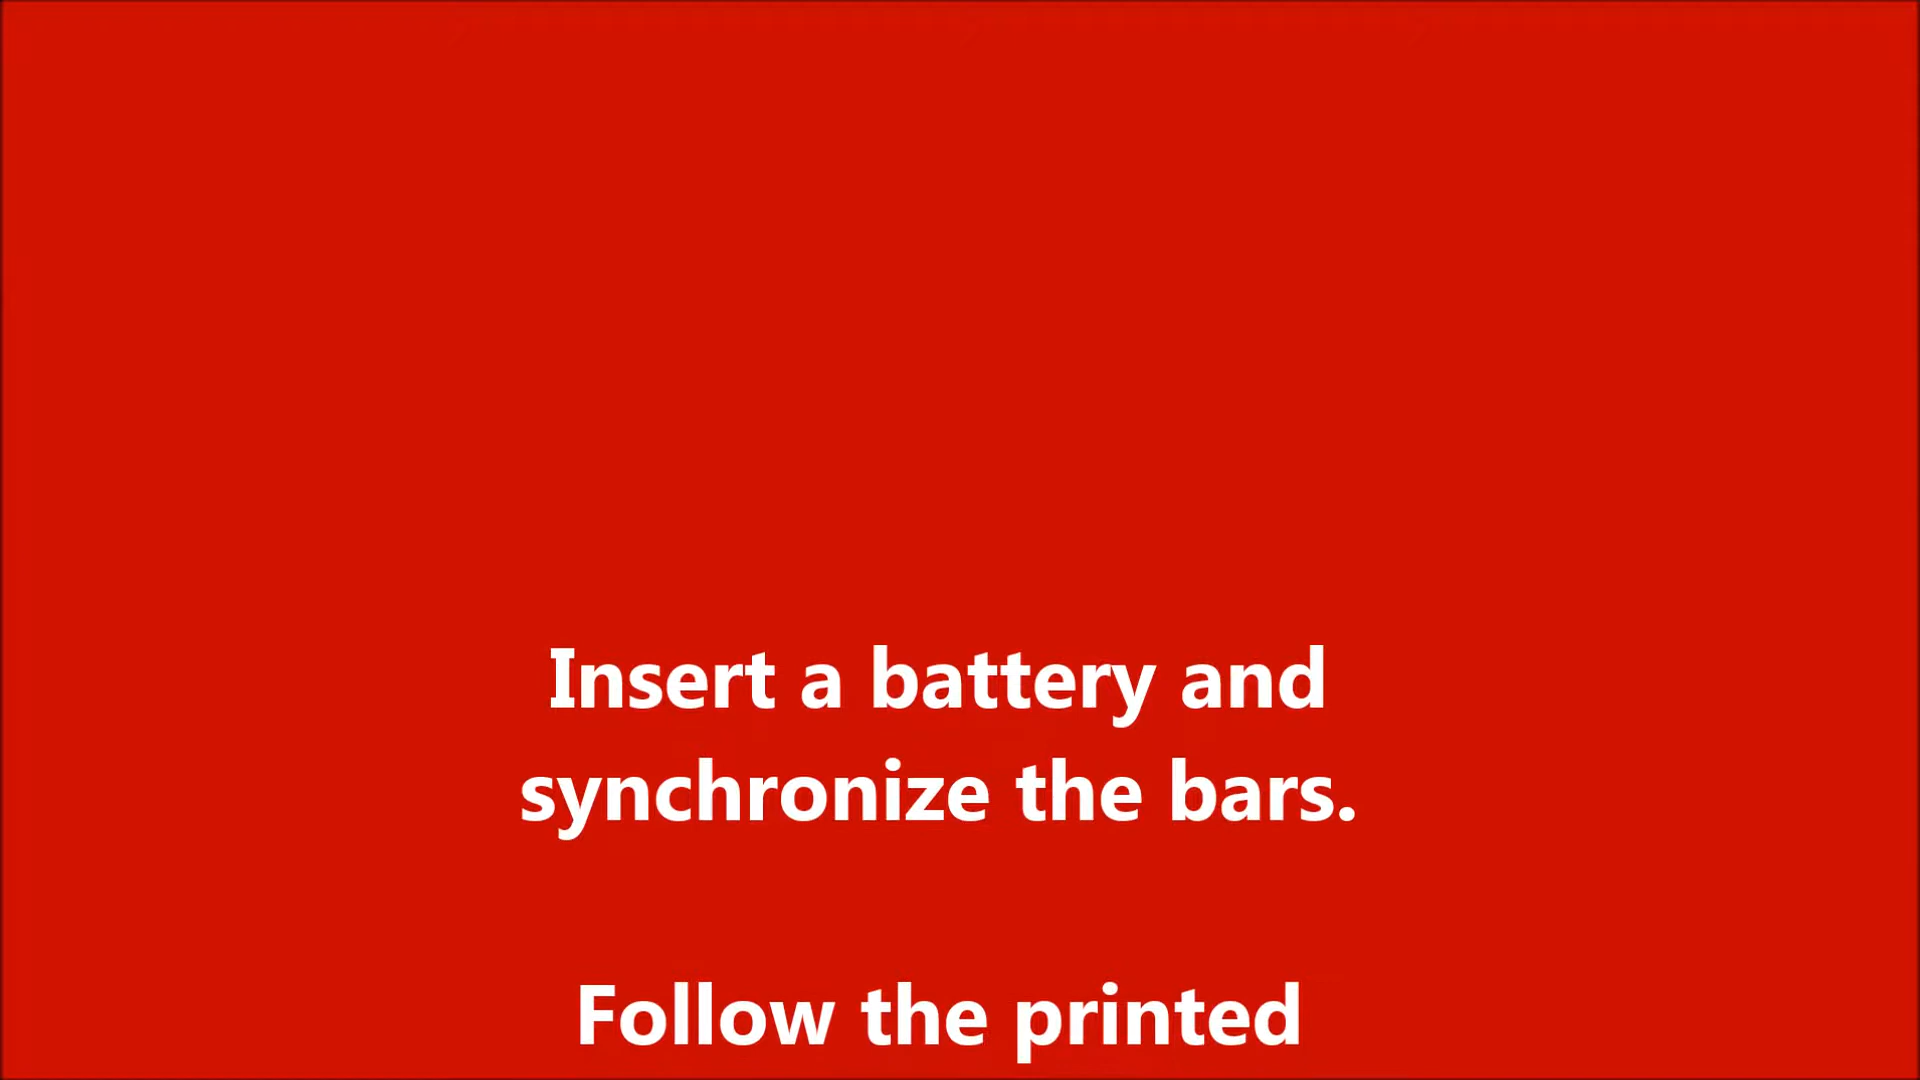 Insert a battery and
synchronize the bars.
Follow the printed